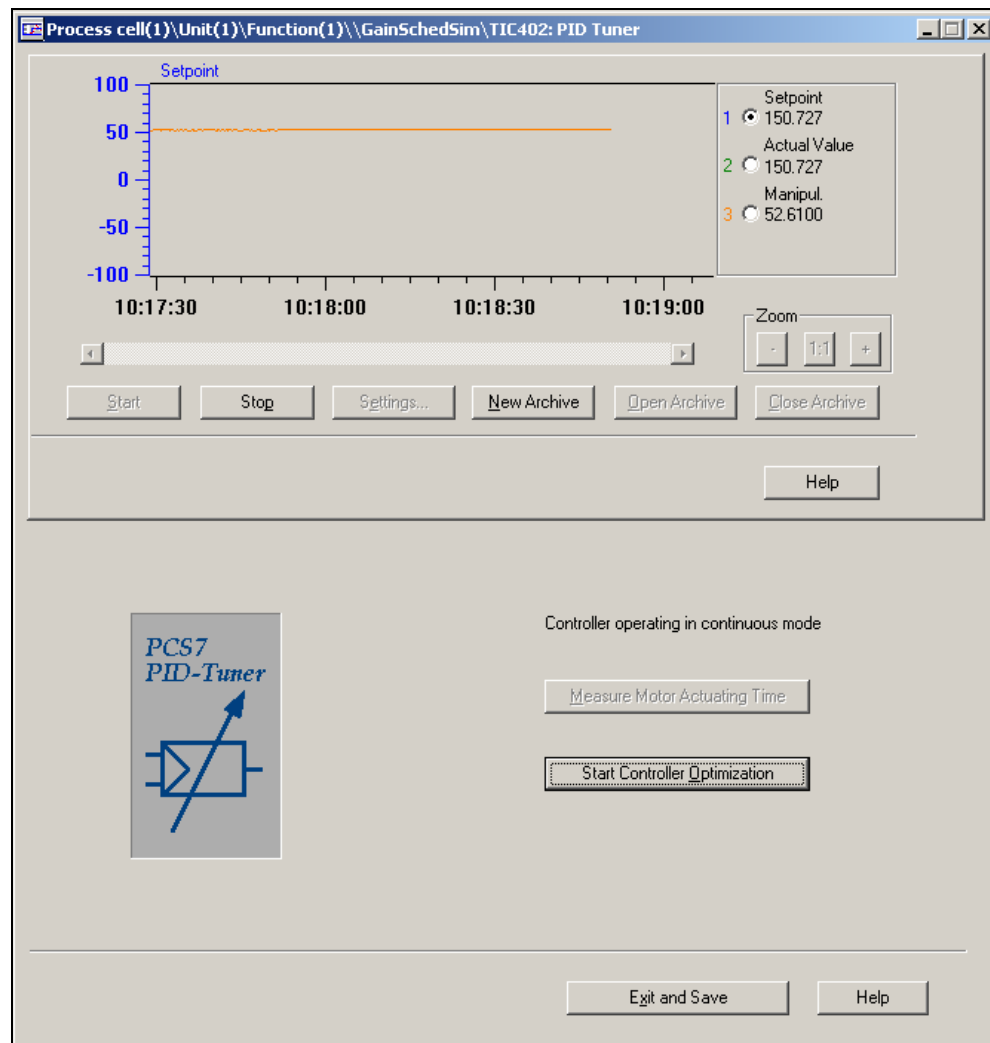 Process cell(1)\Unit(1)\Function(1)\\GainSchedSim\TIC402: PID Tuner
Setpoint
100
50
0
-50
-100
10:17:30 10:18:00 10:18:30 10:19:00
Setpoint
1 150.727
Actual Value
2 150.727
Manipul.
3 52.6100
Zoom
- 1:1 +
Start Stop Settings... New Archive Open Archive Close Archive
Help
PCS7
PID-Tuner
Controller operating in continuous mode
Measure Motor Actuating Time
Start Controller Optimization
Exit and Save Help